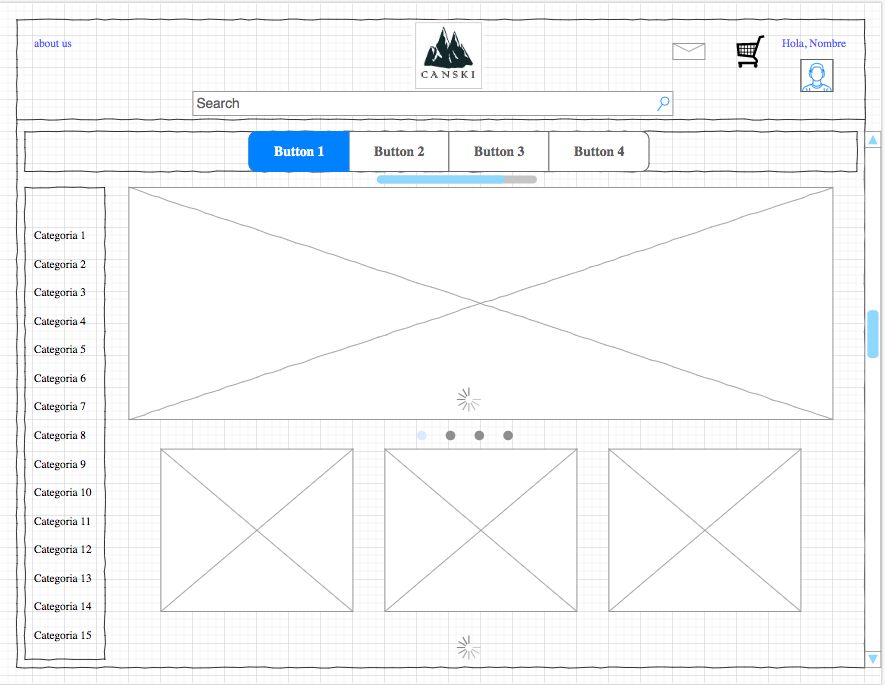 about us
CANSKI
Hola, Nombre
Search
Button 1
Button 2
Button 3
Button 4
Categoria 1
Categoria 2
Categoria 3
Categoria 4
Categoria 5
Categoria 6
Categoria 7
Categoria 8
Categoria 9
Categoria 10
Categoria 11
Categoria 12
Categoria 13
Categoria 14
Categoria 15